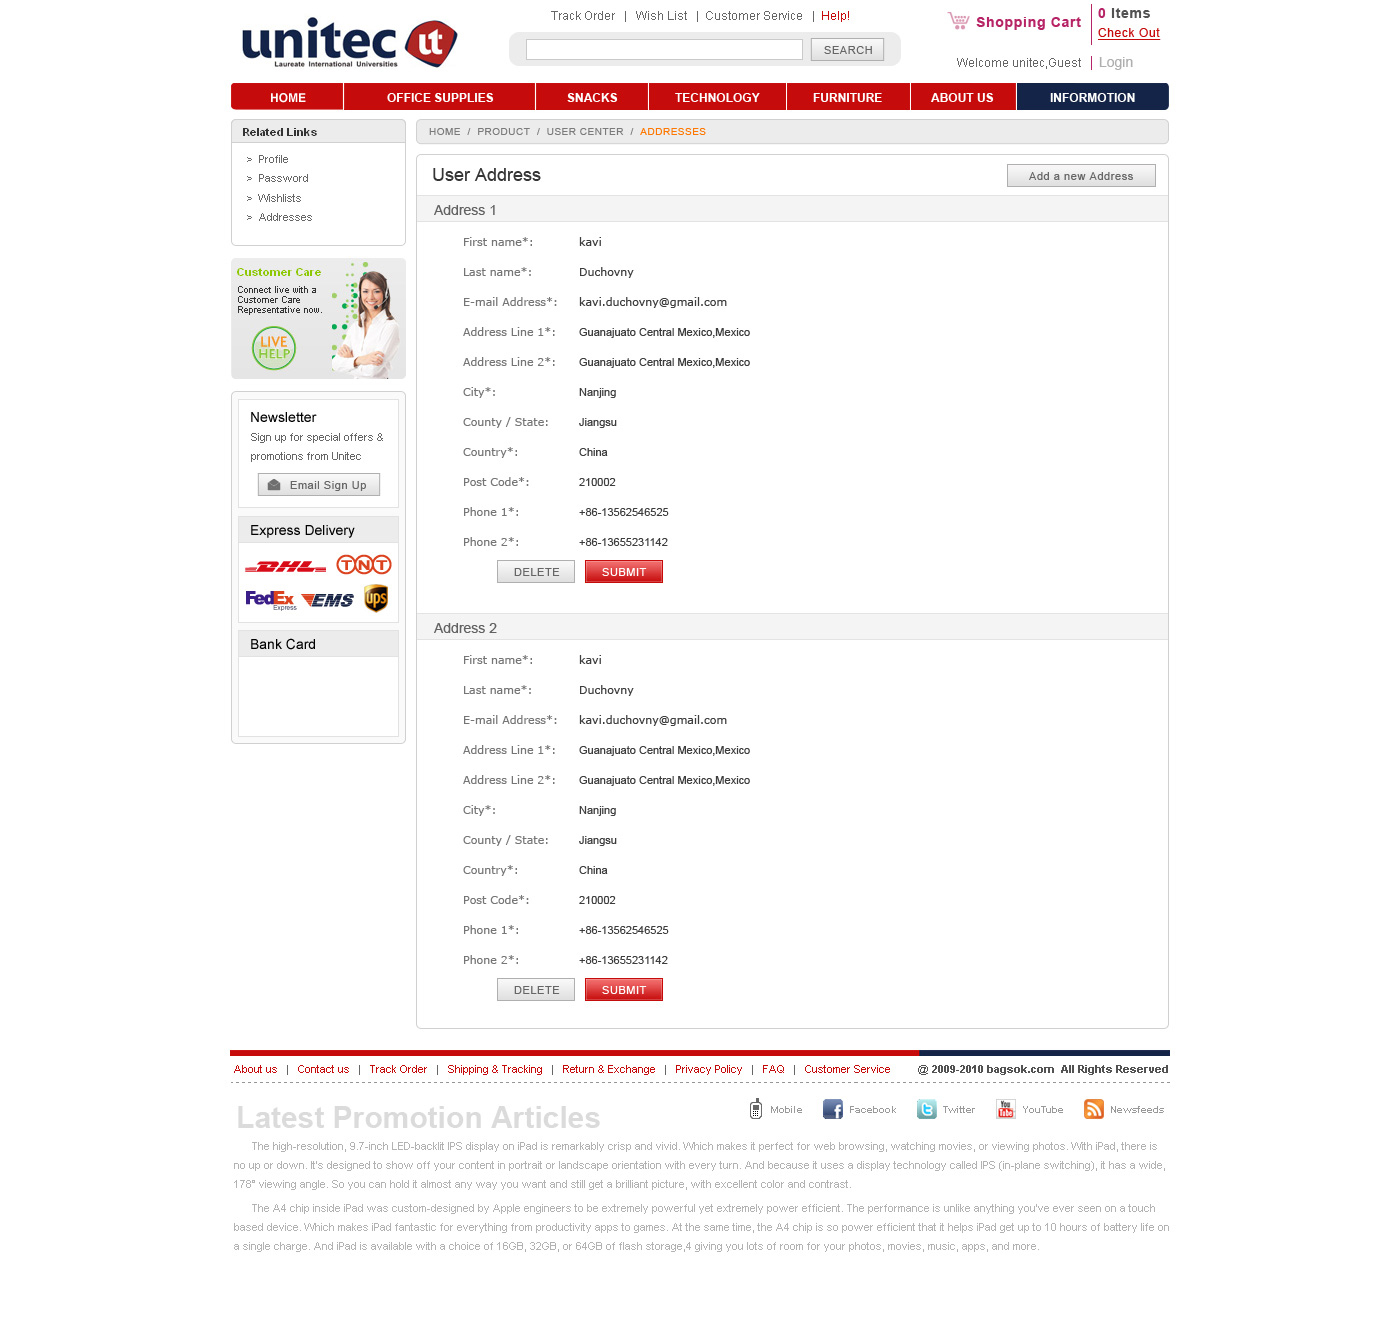 Track Order | Wish List | Customer Service | Help!
unitec it
Laureate International Universities
SEARCH
Shopping Cart
0 Items
Check Out
Welcome unitec,Guest | Login
HOME OFFICE SUPPLIES SNACKS TECHNOLOGY FURNITURE ABOUT US INFORMOTION
Related Links
> Profile
> Password
> Wishlists
> Addresses
Customer Care
Connect live with a
Customer Care
Representative now.
LIVE
HELP
Newsletter
Sign up for special offers &
promotions from Unitec
Email Sign Up
Express Delivery
DHL TNT
FedEx Express EMS ups
Bank Card
HOME / PRODUCT / USER CENTER / ADDRESSES
User Address
Add a new Address
Address 1
First name*: kavi
Last name*: Duchovny
E-mail Address*: kavi.duchovny@gmail.com
Address Line 1*: Guanajuato Central Mexico,Mexico
Address Line 2*: Guanajuato Central Mexico,Mexico
City*: Nanjing
County / State: Jiangsu
Country*: China
Post Code*: 210002
Phone 1*: +86-13562546525
Phone 2*: +86-13655231142
DELETE SUBMIT
Address 2
First name*: kavi
Last name*: Duchovny
E-mail Address*: kavi.duchovny@gmail.com
Address Line 1*: Guanajuato Central Mexico,Mexico
Address Line 2*: Guanajuato Central Mexico,Mexico
City*: Nanjing
County / State: Jiangsu
Country*: China
Post Code*: 210002
Phone 1*: +86-13562546525
Phone 2*: +86-13655231142
DELETE SUBMIT
About us | Contact us | Track Order | Shipping & Tracking | Return & Exchange | Privacy Policy | FAQ | Customer Service @ 2009-2010 bagsok.com All Rights Reserved
Latest Promotion Articles
Mobile Facebook Twitter You Tube YouTube Newsfeeds
The high-resolution, 9.7-inch LED-backlit IPS display on iPad is remarkably crisp and vivid. Which makes it perfect for web browsing, watching movies, or viewing photos. With iPad, there is
no up or down. It's designed to show off your content in portrait or landscape orientation with every turn. And because it uses a display technology called IPS (in-plane switching), it has a wide,
178° viewing angle. So you can hold it almost any way you want and still get a brilliant picture, with excellent color and contrast.
The A4 chip inside iPad was custom-designed by Apple engineers to be extremely powerful yet extremely power efficient. The performance is unlike anything you've ever seen on a touch
based device. Which makes iPad fantastic for everything from productivity apps to games. At the same time, the A4 chip is so power efficient that it helps iPad get up to 10 hours of battery life on
a single charge. And iPad is available with a choice of 16GB, 32GB, or 64GB of flash storage,4 giving you lots of room for your photos, movies, music, apps, and more.